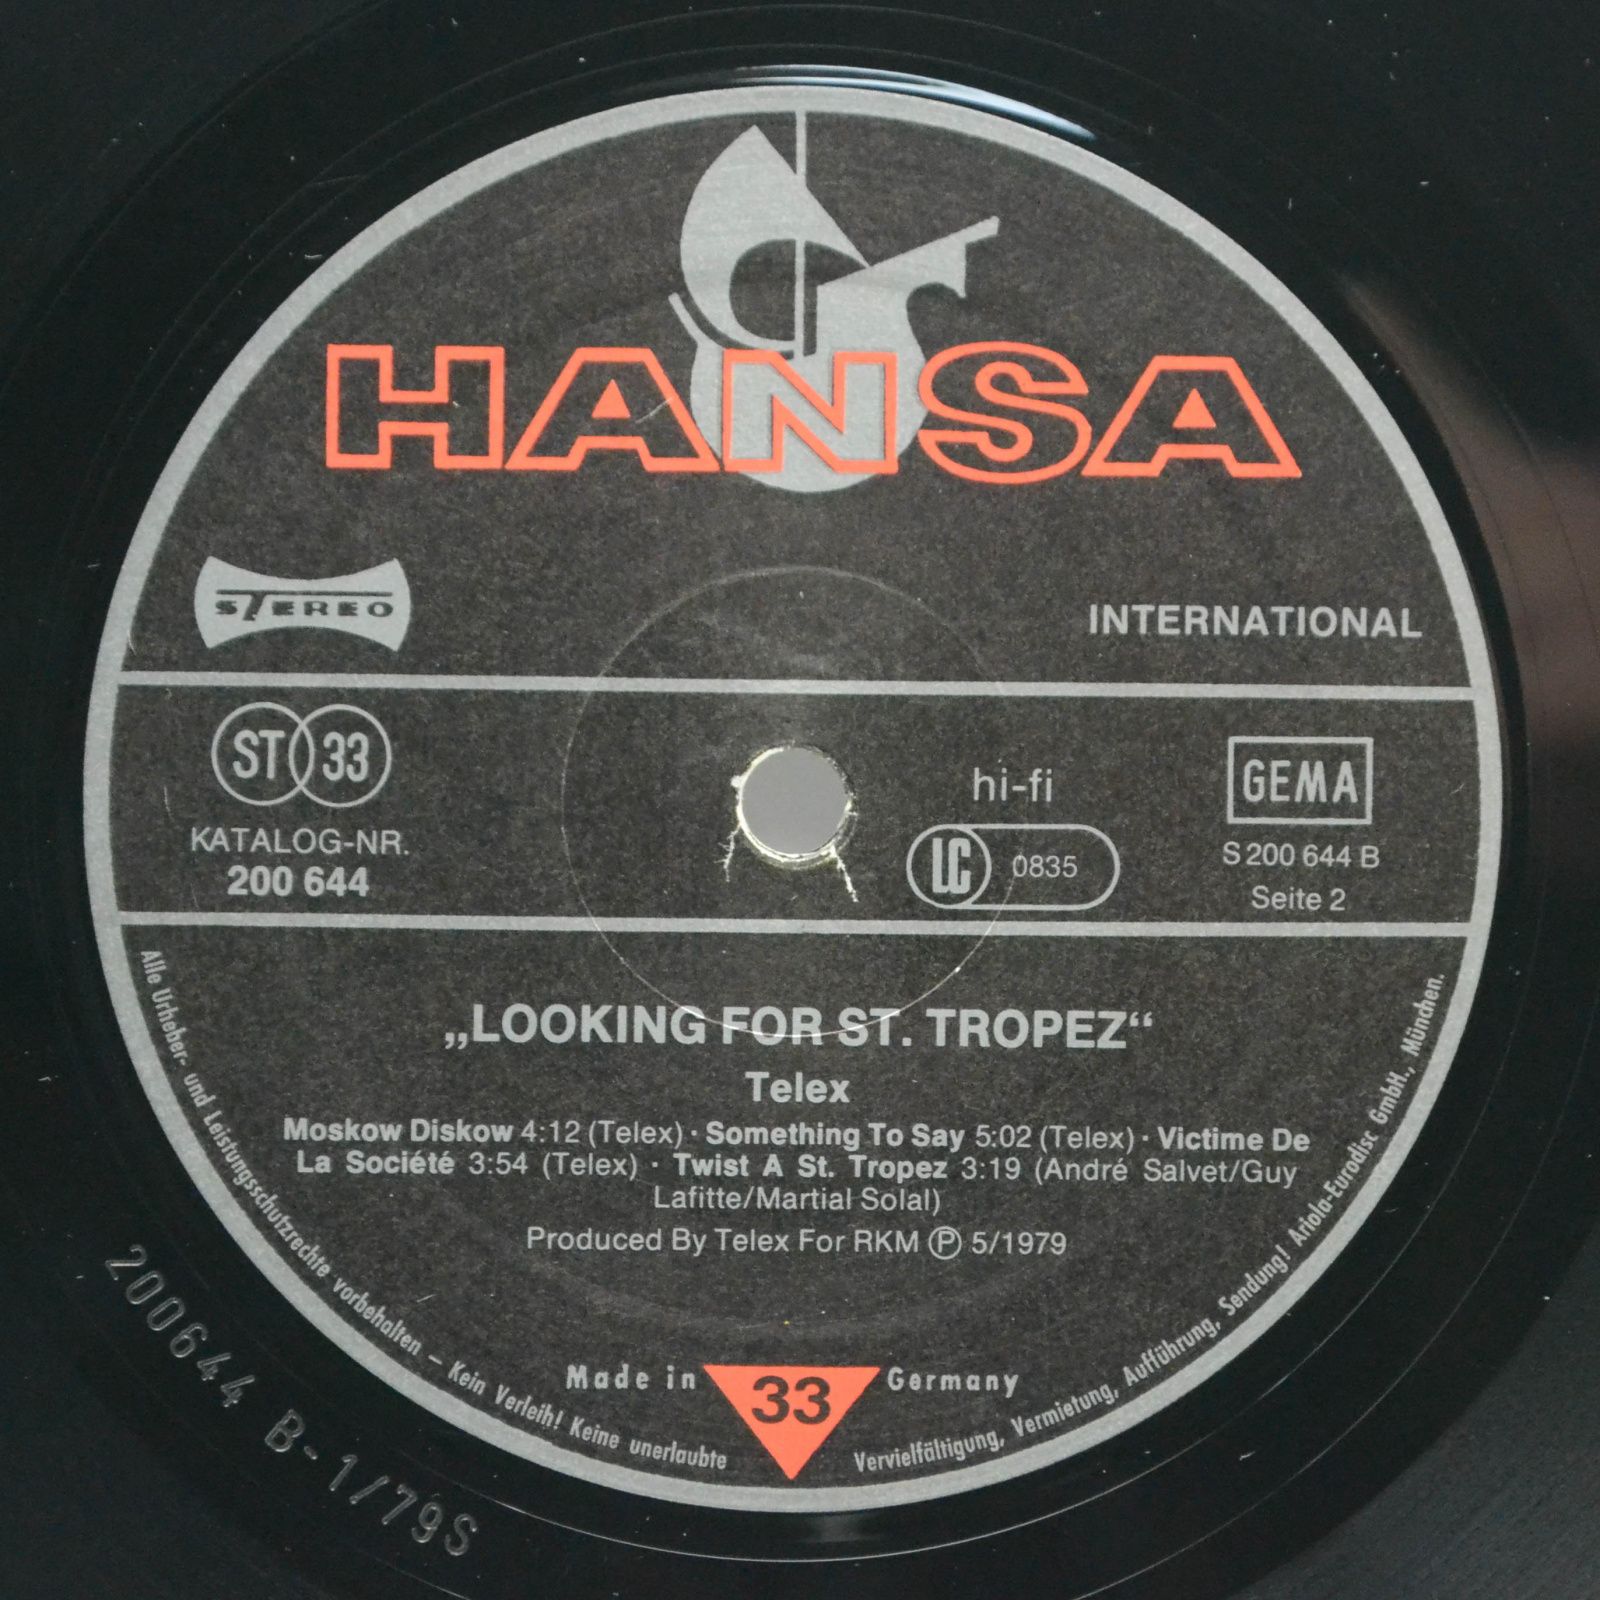 HANSA
STEREO
INTERNATIONAL
ST 33
KATALOG-NR.
200 644
hi-fi
LC 0835
GEMA
S 200 644 B
Seite 2
„LOOKING FOR ST. TROPEZ“
Telex
Moskow Diskow 4:12 (Telex) · Something To Say 5:02 (Telex) · Victime De
La Société 3:54 (Telex) · Twist A St. Tropez 3:19 (André Salvet/Guy
Lafitte/Martial Solal)
Produced By Telex For RKM Ⓟ 5/1979
Made in 33 Germany
Alle Urheber- und Leistungsschutzrechte vorbehalten – Kein Verleih! Keine unerlaubte Vervielfältigung, Vermietung, Aufführung, Sendung! Ariola-Eurodisc GmbH., München.
200644 B-1/79S